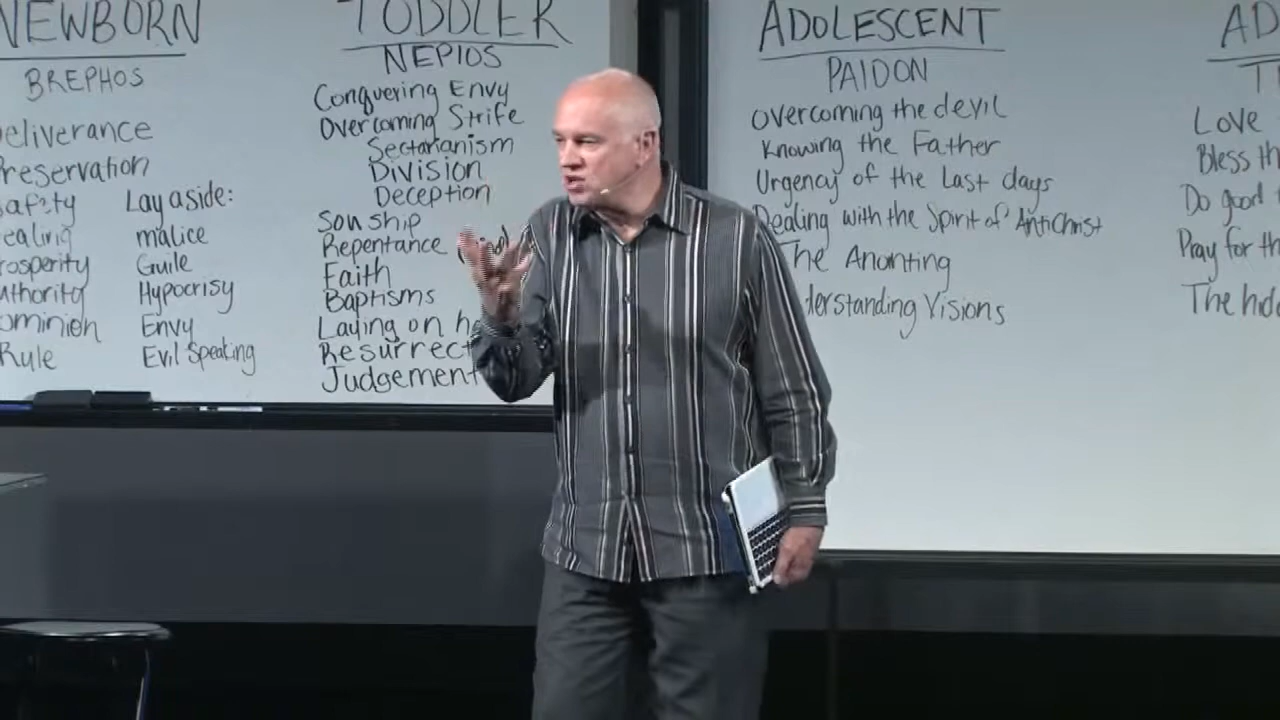 NEWBORN
BREPHOS
eliverance
reservation
afety
ealing
rosperity
uthority
ominion
Rule
Lay aside:
malice
Guile
Hypocrisy
Envy
Evil Speaking
TODDLER
NEPIOS
Conquering Envy
Overcoming Strife
Sectarianism
Division
Deception
Sonship
Repentance
Faith
Baptisms
Laying on h
Resurrect
Judgement
ADOLESCENT
PAIDON
overcoming the devil
Knowing the Father
Urgency of the Last days
Dealing with the Spirit of AntiChrist
The Anointing
derstanding Visions
AD
T
Love
Bless th
Do good
Pray for th
The hid